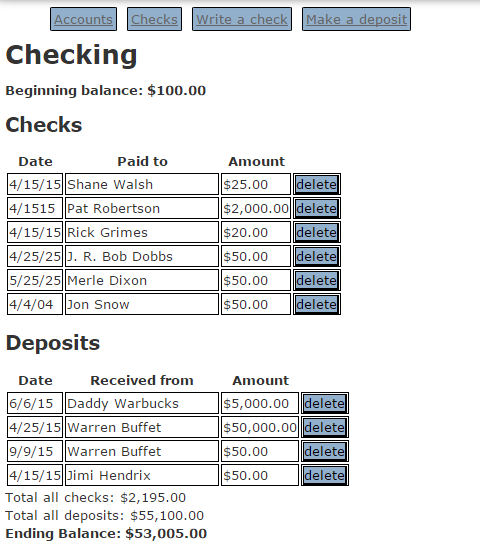 Accounts Checks Write a check Make a deposit
Checking
Beginning balance: $100.00
Checks
Date Paid to Amount
4/15/15 Shane Walsh $25.00 delete
4/1515 Pat Robertson $2,000.00 delete
4/15/15 Rick Grimes $20.00 delete
4/25/25 J. R. Bob Dobbs $50.00 delete
5/25/25 Merle Dixon $50.00 delete
4/4/04 Jon Snow $50.00 delete
Deposits
Date Received from Amount
6/6/15 Daddy Warbucks $5,000.00 delete
4/25/15 Warren Buffet $50,000.00 delete
9/9/15 Warren Buffet $50.00 delete
4/15/15 Jimi Hendrix $50.00 delete
Total all checks: $2,195.00
Total all deposits: $55,100.00
Ending Balance: $53,005.00